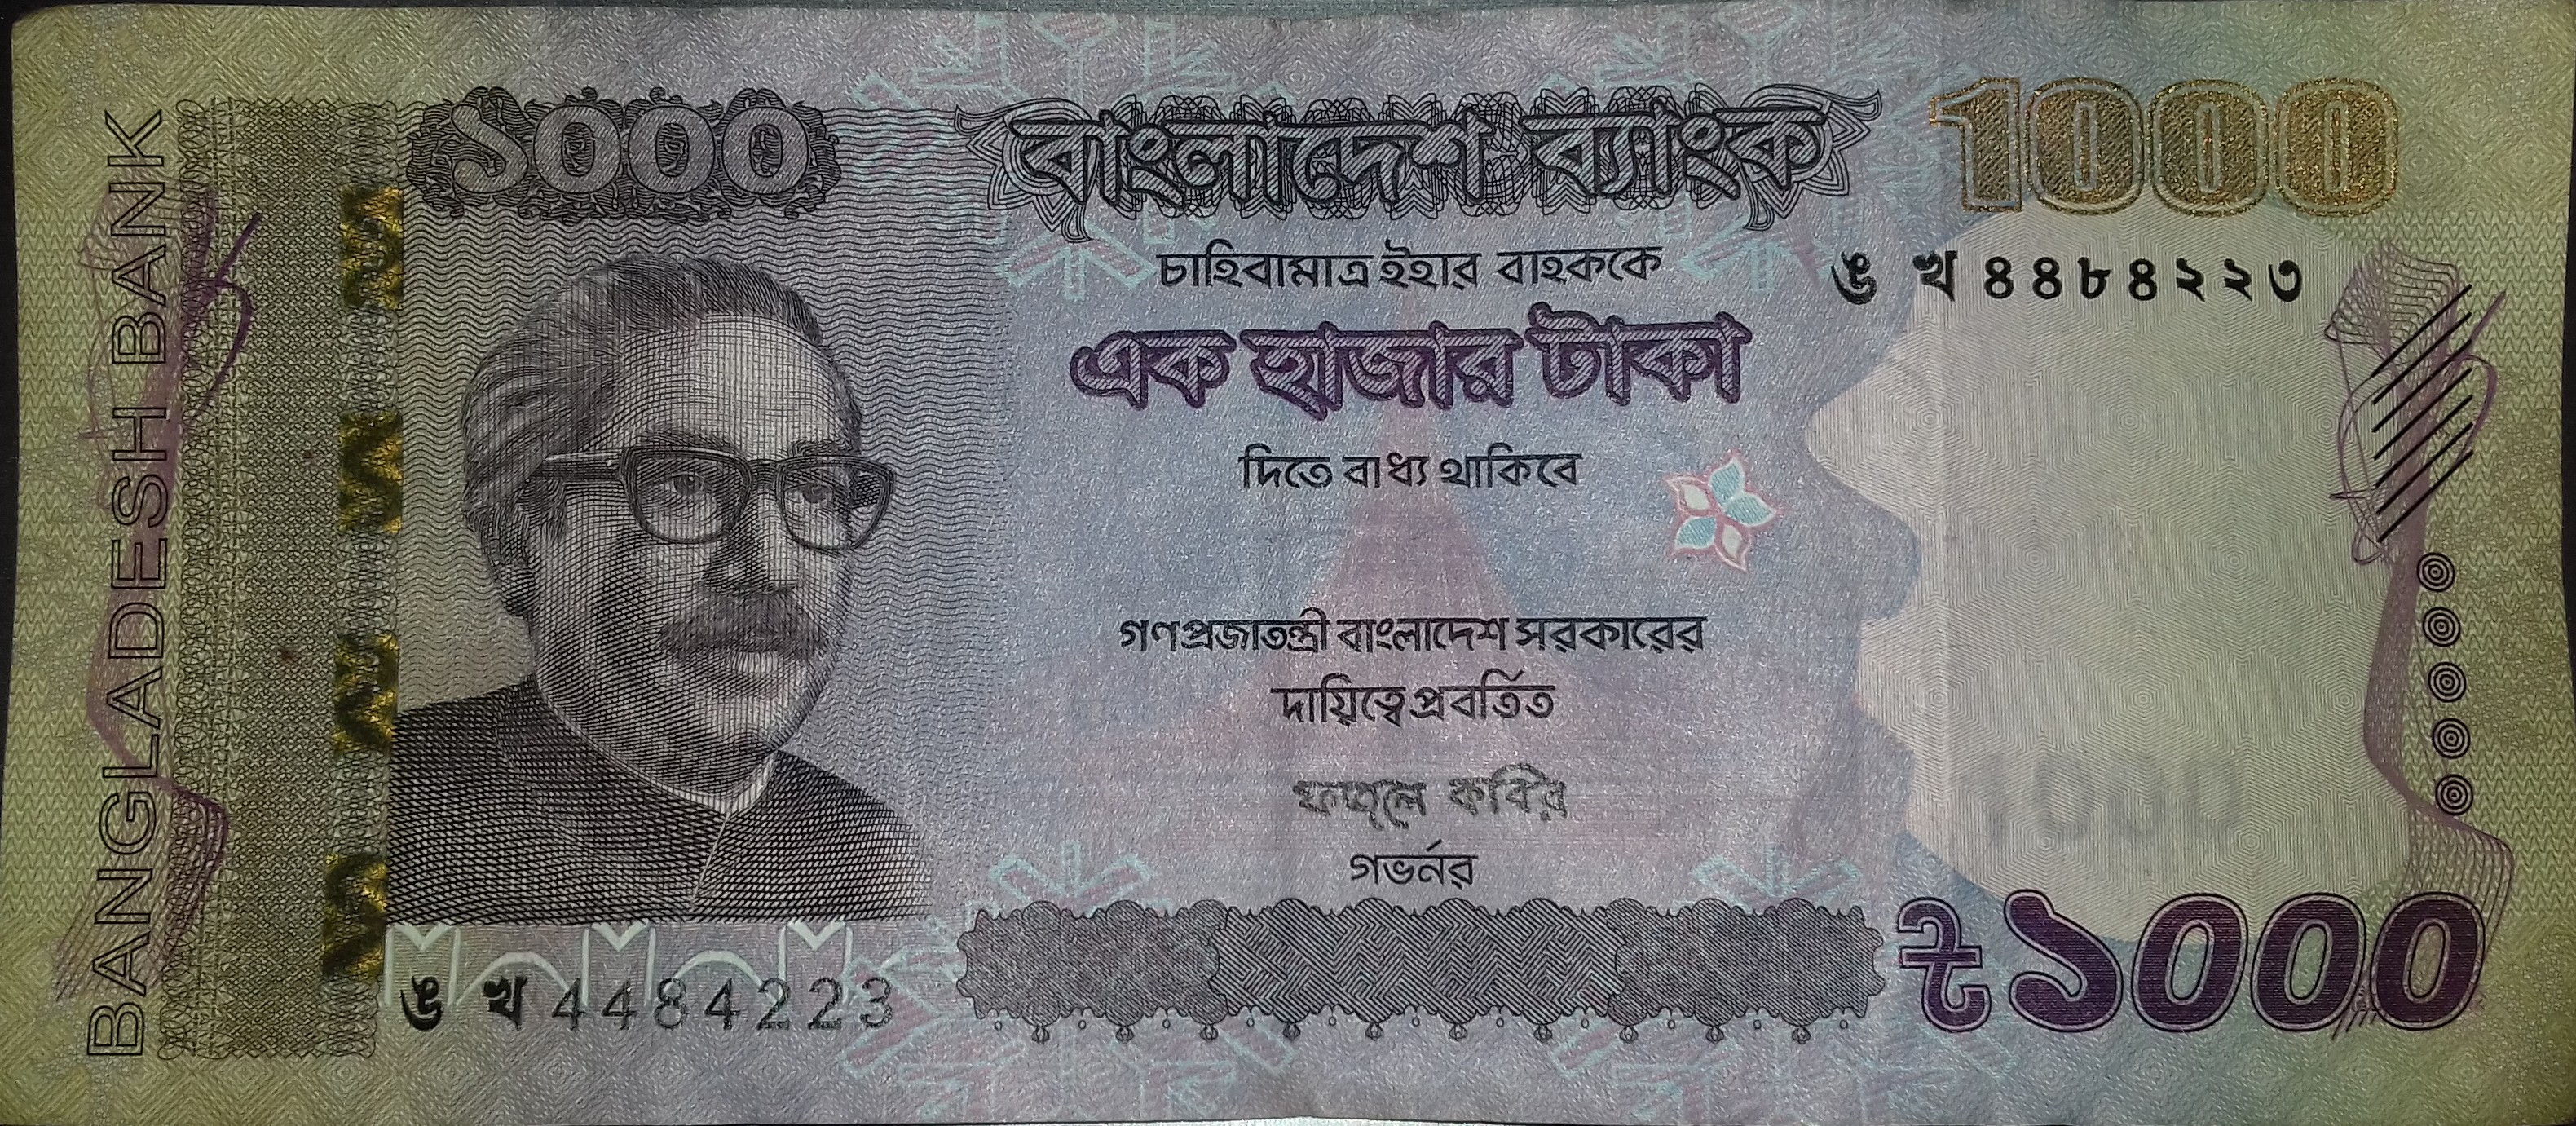 BANGLADESH BANK
১০০০
বাংলাদেশ ব্যাংক
1000
চাহিবামাত্র ইহার বাহককে
ঙ খ ৪৪৮৪২২৩
এক হাজার টাকা
দিতে বাধ্য থাকিবে
গণপ্রজাতন্ত্রী বাংলাদেশ সরকারের
দায়িত্বে প্রবর্তিত
ফজলে কবির
গভর্নর
1000
ঙ খ 4484223
৳১০০০